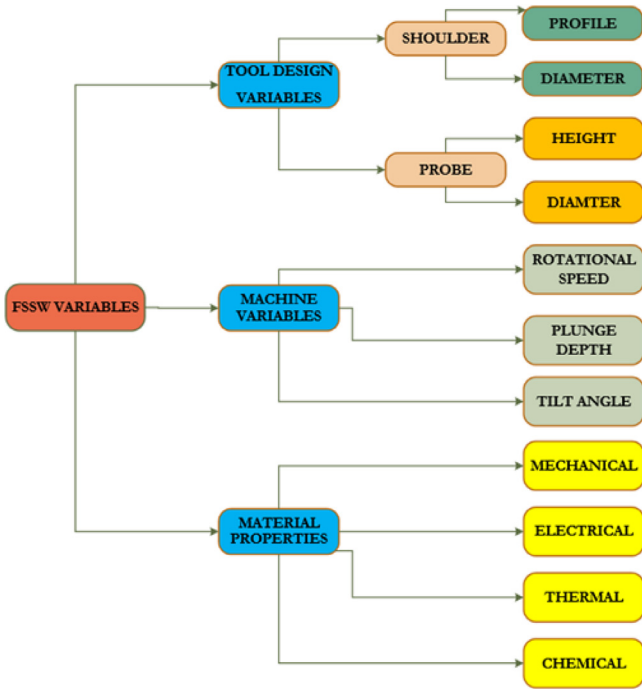 PROFILE
SHOULDER
TOOL DESIGN
VARIABLES
DIAMETER
HEIGHT
PROBE
DIAMTER
ROTATIONAL
SPEED
FSSW VARIABLES
MACHINE
VARIABLES
PLUNGE
DEPTH
TILT ANGLE
MECHANICAL
MATERIAL
PROPERTIES
ELECTRICAL
THERMAL
CHEMICAL